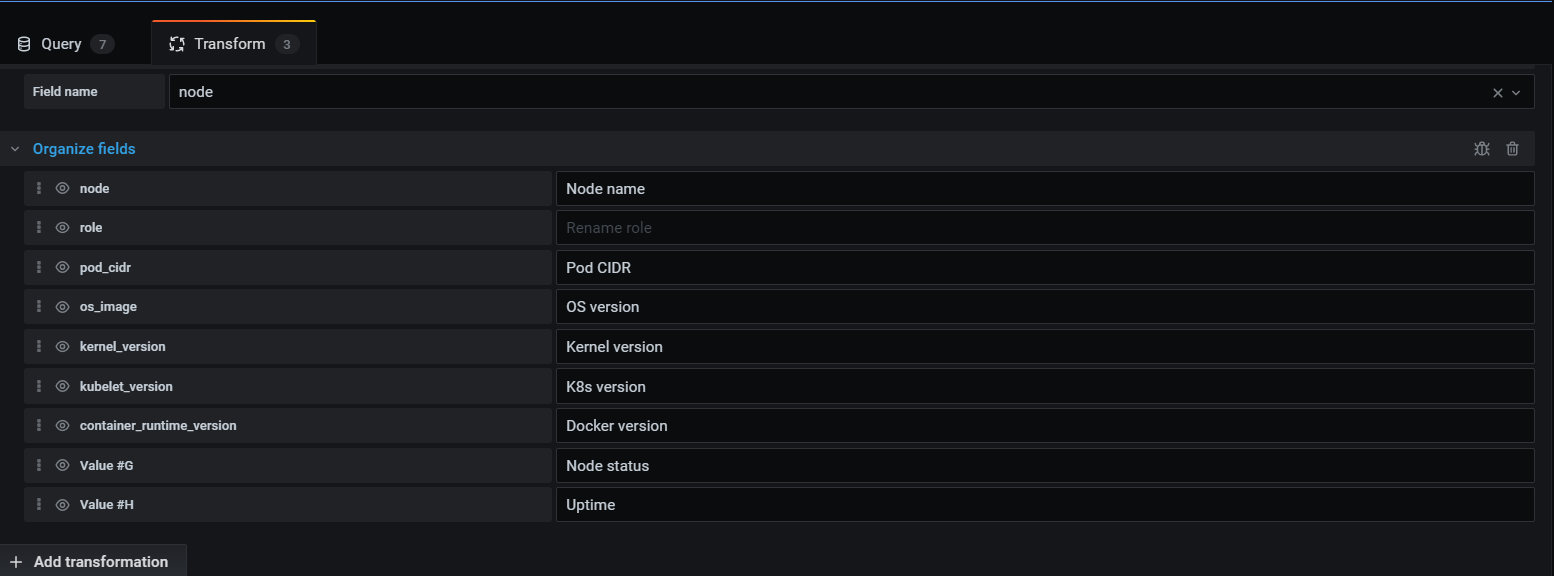 Query 7 Transform 3
Field name node
Organize fields
node Node name
role Rename role
pod_cidr Pod CIDR
os_image OS version
kernel_version Kernel version
kubelet_version K8s version
container_runtime_version Docker version
Value #G Node status
Value #H Uptime
+ Add transformation